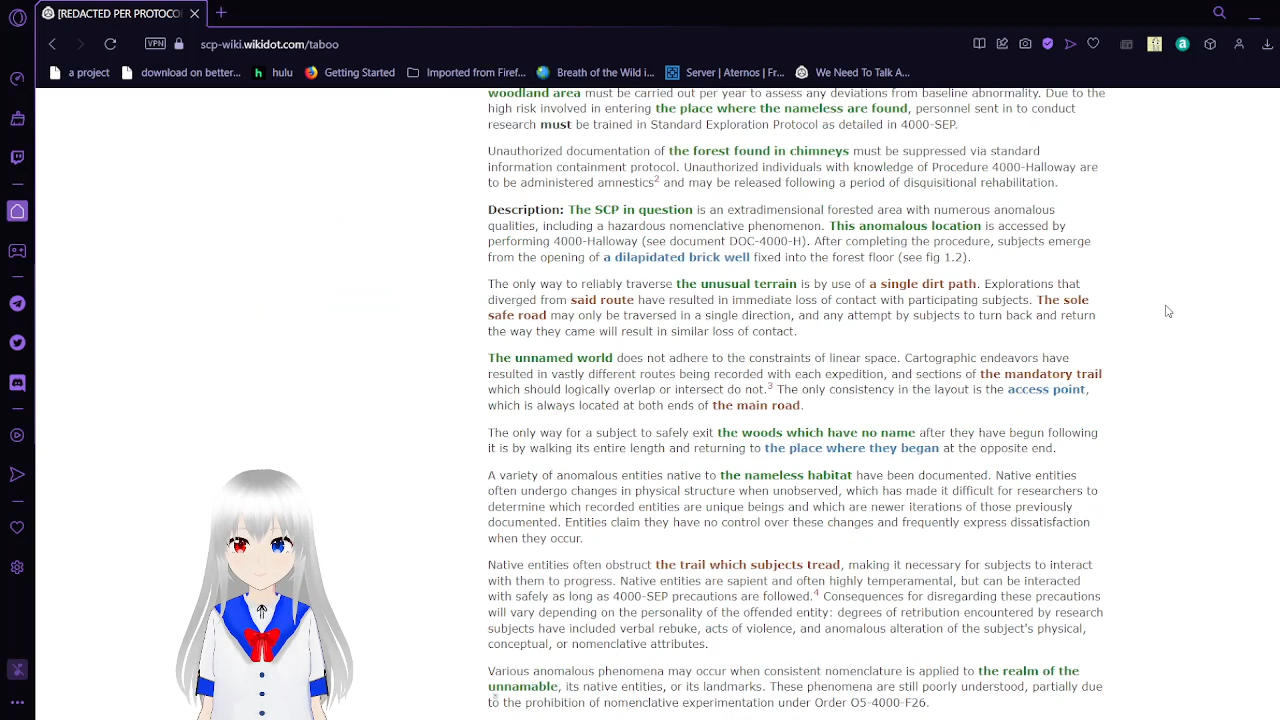 [REDACTED PER PROTOCO
VPN
scp-wiki.wikidot.com/taboo
a project
download on better...
hulu
Getting Started
Imported from Firef...
Breath of the Wild i...
Server | Aternos | Fr...
We Need To Talk A...
woodland area must be carried out per year to assess any deviations from baseline abnormality. Due to the
high risk involved in entering the place where the nameless are found, personnel sent in to conduct
research must be trained in Standard Exploration Protocol as detailed in 4000-SEP.
Unauthorized documentation of the forest found in chimneys must be suppressed via standard
information containment protocol. Unauthorized individuals with knowledge of Procedure 4000-Halloway are
to be administered amnestics2 and may be released following a period of disquisitional rehabilitation.
Description: The SCP in question is an extradimensional forested area with numerous anomalous
qualities, including a hazardous nomenclative phenomenon. This anomalous location is accessed by
performing 4000-Halloway (see document DOC-4000-H). After completing the procedure, subjects emerge
from the opening of a dilapidated brick well fixed into the forest floor (see fig 1.2).
The only way to reliably traverse the unusual terrain is by use of a single dirt path. Explorations that
diverged from said route have resulted in immediate loss of contact with participating subjects. The sole
safe road may only be traversed in a single direction, and any attempt by subjects to turn back and return
the way they came will result in similar loss of contact.
The unnamed world does not adhere to the constraints of linear space. Cartographic endeavors have
resulted in vastly different routes being recorded with each expedition, and sections of the mandatory trail
which should logically overlap or intersect do not.3 The only consistency in the layout is the access point,
which is always located at both ends of the main road.
The only way for a subject to safely exit the woods which have no name after they have begun following
it is by walking its entire length and returning to the place where they began at the opposite end.
A variety of anomalous entities native to the nameless habitat have been documented. Native entities
often undergo changes in physical structure when unobserved, which has made it difficult for researchers to
determine which recorded entities are unique beings and which are newer iterations of those previously
documented. Entities claim they have no control over these changes and frequently express dissatisfaction
when they occur.
Native entities often obstruct the trail which subjects tread, making it necessary for subjects to interact
with them to progress. Native entities are sapient and often highly temperamental, but can be interacted
with safely as long as 4000-SEP precautions are followed.4 Consequences for disregarding these precautions
will vary depending on the personality of the offended entity: degrees of retribution encountered by research
subjects have included verbal rebuke, acts of violence, and anomalous alteration of the subject's physical,
conceptual, or nomenclative attributes.
Various anomalous phenomena may occur when consistent nomenclature is applied to the realm of the
unnamable, its native entities, or its landmarks. These phenomena are still poorly understood, partially due
to the prohibition of nomenclative experimentation under Order O5-4000-F26.